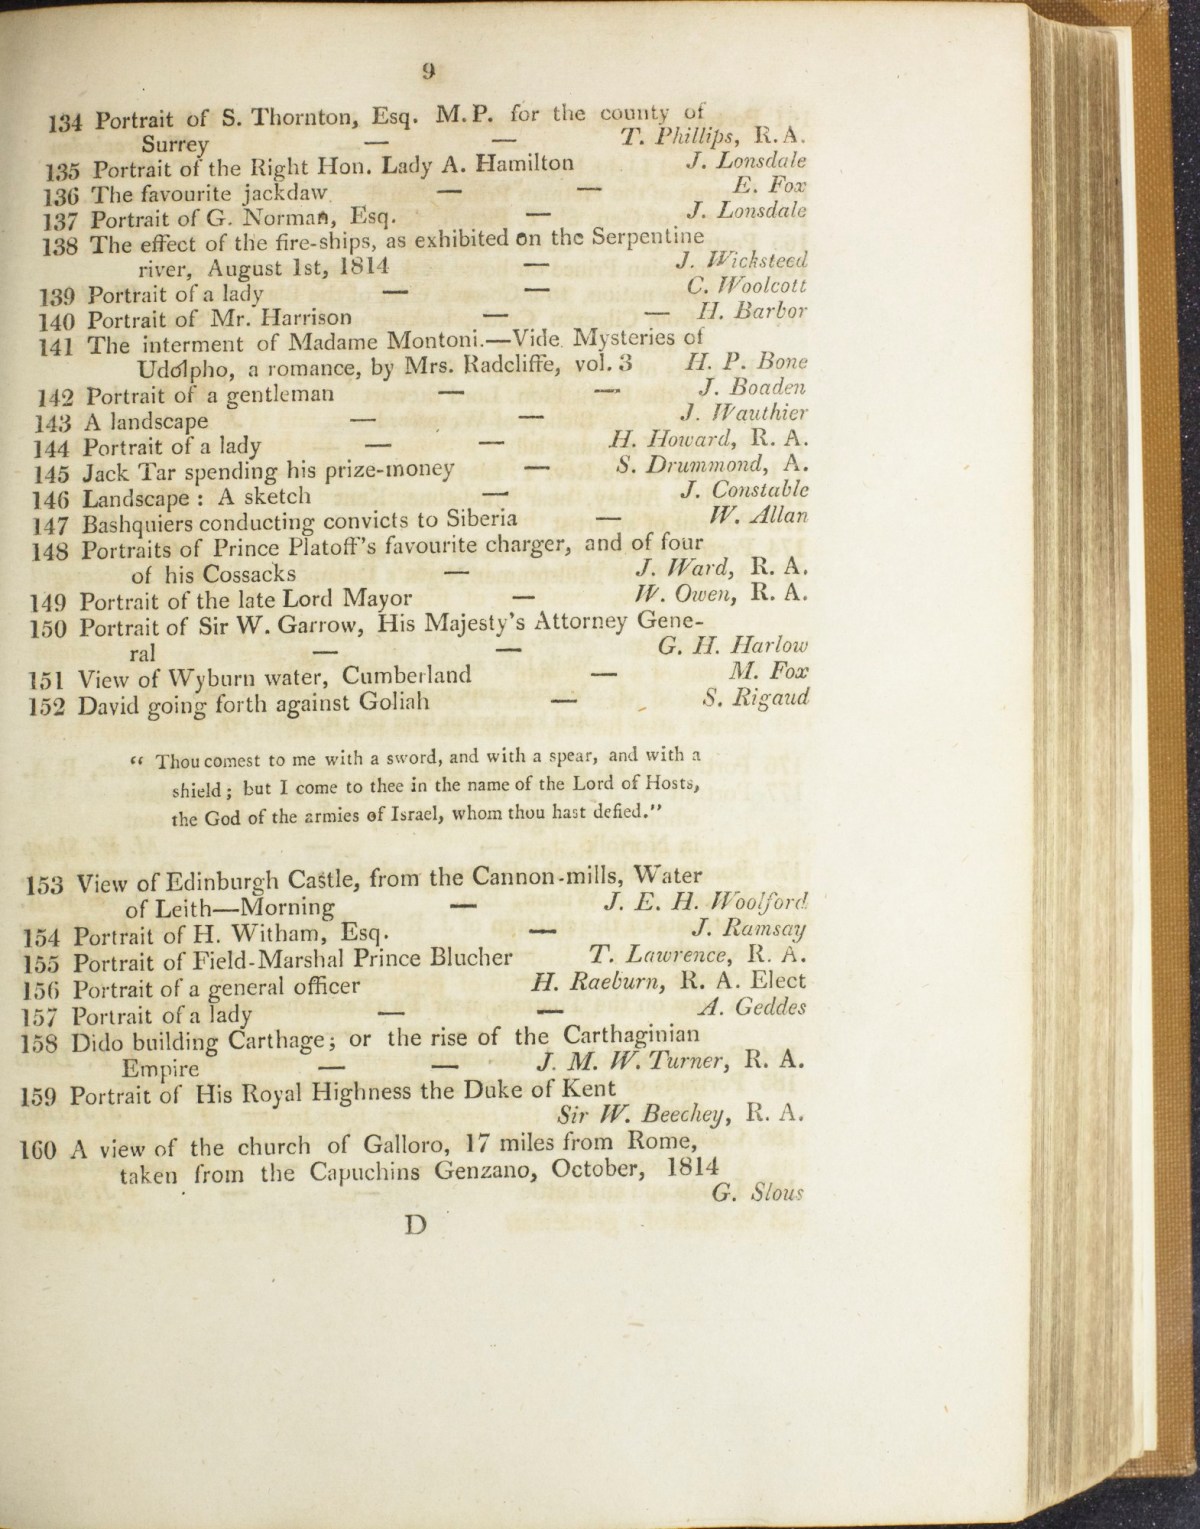 9
134 Portrait of S. Thornton, Esq. M.P. for the county of
Surrey — — T. Phillips, R.A.
135 Portrait of the Right Hon. Lady A. Hamilton J. Lonsdale
136 The favourite jackdaw — — E. Fox
137 Portrait of G. Norman, Esq. — J. Lonsdale
138 The effect of the fire-ships, as exhibited on the Serpentine
river, August 1st, 1814 — J. Wicksteed
139 Portrait of a lady — — C. Woolcott
140 Portrait of Mr. Harrison — — H. Barbor
141 The interment of Madame Montoni.—Vide Mysteries of
Udolpho, a romance, by Mrs. Radcliffe, vol. 3 H. P. Bone
142 Portrait of a gentleman — — J. Boaden
143 A landscape — — J. Wauthier
144 Portrait of a lady — — H. Howard, R. A.
145 Jack Tar spending his prize-money — S. Drummond, A.
146 Landscape : A sketch — J. Constable
147 Bashquiers conducting convicts to Siberia — W. Allan
148 Portraits of Prince Platoff's favourite charger, and of four
of his Cossacks — J. Ward, R. A.
149 Portrait of the late Lord Mayor — W. Owen, R. A.
150 Portrait of Sir W. Garrow, His Majesty's Attorney Gene-
ral — — G. H. Harlow
151 View of Wyburn water, Cumberland — M. Fox
152 David going forth against Goliah — S. Rigaud
“ Thou comest to me with a sword, and with a spear, and with a
shield ; but I come to thee in the name of the Lord of Hosts,
the God of the armies of Israel, whom thou hast defied.”
153 View of Edinburgh Castle, from the Cannon-mills, Water
of Leith—Morning — J. E. H. Woolford
154 Portrait of H. Witham, Esq. — J. Ramsay
155 Portrait of Field-Marshal Prince Blucher T. Lawrence, R. A.
156 Portrait of a general officer H. Raeburn, R. A. Elect
157 Portrait of a lady — — A. Geddes
158 Dido building Carthage; or the rise of the Carthaginian
Empire — — J. M. W. Turner, R. A.
159 Portrait of His Royal Highness the Duke of Kent
Sir W. Beechey, R. A.
160 A view of the church of Galloro, 17 miles from Rome,
taken from the Capuchins Genzano, October, 1814
G. Slous
D